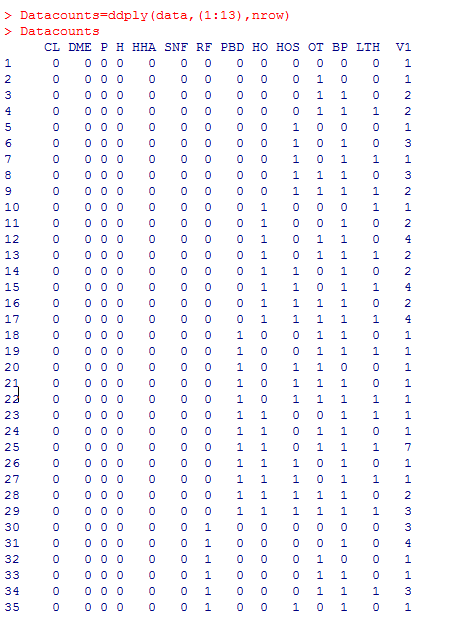 > Datacounts=ddply(data,(1:13),nrow)
> Datacounts
CL DME P H HHA SNF RF PBD HO HOS OT BP LTH V1
1 0 0 0 0 0 0 0 0 0 0 0 0 0 1
2 0 0 0 0 0 0 0 0 0 0 1 0 0 1
3 0 0 0 0 0 0 0 0 0 0 1 1 0 2
4 0 0 0 0 0 0 0 0 0 0 1 1 1 2
5 0 0 0 0 0 0 0 0 0 1 0 0 0 1
6 0 0 0 0 0 0 0 0 0 1 0 1 0 3
7 0 0 0 0 0 0 0 0 0 1 0 1 1 1
8 0 0 0 0 0 0 0 0 0 1 1 1 0 3
9 0 0 0 0 0 0 0 0 0 1 1 1 1 2
10 0 0 0 0 0 0 0 0 1 0 0 0 1 1
11 0 0 0 0 0 0 0 0 1 0 0 1 0 2
12 0 0 0 0 0 0 0 0 1 0 1 1 0 4
13 0 0 0 0 0 0 0 0 1 0 1 1 1 2
14 0 0 0 0 0 0 0 0 1 1 0 1 0 2
15 0 0 0 0 0 0 0 0 1 1 0 1 1 4
16 0 0 0 0 0 0 0 0 1 1 1 1 0 2
17 0 0 0 0 0 0 0 0 1 1 1 1 1 4
18 0 0 0 0 0 0 0 1 0 0 1 1 0 1
19 0 0 0 0 0 0 0 1 0 0 1 1 1 1
20 0 0 0 0 0 0 0 1 0 1 1 0 0 1
21 0 0 0 0 0 0 0 1 0 1 1 1 0 1
22 0 0 0 0 0 0 0 1 0 1 1 1 1 1
23 0 0 0 0 0 0 0 1 1 0 0 1 1 1
24 0 0 0 0 0 0 0 1 1 0 1 1 0 1
25 0 0 0 0 0 0 0 1 1 0 1 1 1 7
26 0 0 0 0 0 0 0 1 1 1 0 1 0 1
27 0 0 0 0 0 0 0 1 1 1 0 1 1 1
28 0 0 0 0 0 0 0 1 1 1 1 1 0 2
29 0 0 0 0 0 0 0 1 1 1 1 1 1 3
30 0 0 0 0 0 0 1 0 0 0 0 0 0 3
31 0 0 0 0 0 0 1 0 0 0 0 1 0 4
32 0 0 0 0 0 0 1 0 0 0 1 0 0 1
33 0 0 0 0 0 0 1 0 0 0 1 1 0 1
34 0 0 0 0 0 0 1 0 0 0 1 1 1 3
35 0 0 0 0 0 0 1 0 0 1 0 1 0 1